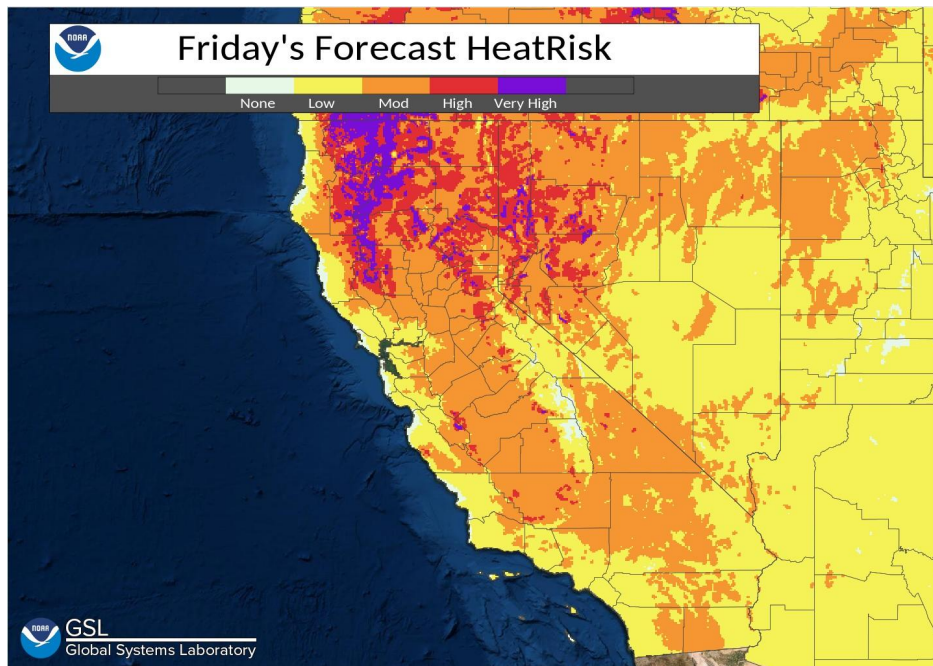 NOAA
Friday's Forecast HeatRisk
None Low Mod High Very High
NOAA
GSL
Global Systems Laboratory